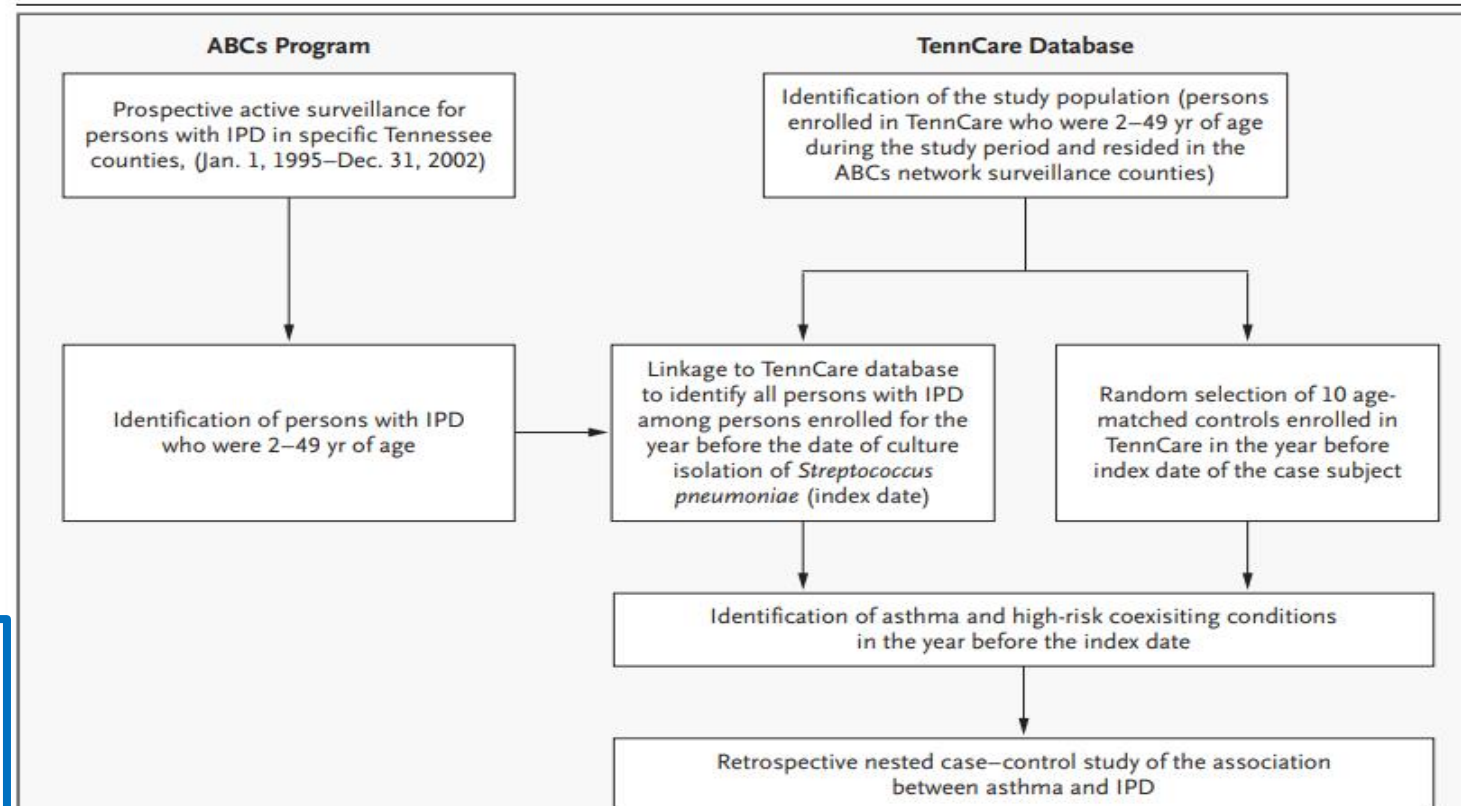 ABCs Program
TennCare Database
Prospective active surveillance for
persons with IPD in specific Tennessee
counties, (Jan. 1, 1995–Dec. 31, 2002)
Identification of the study population (persons
enrolled in TennCare who were 2–49 yr of age
during the study period and resided in the
ABCs network surveillance counties)
Identification of persons with IPD
who were 2–49 yr of age
Linkage to TennCare database
to identify all persons with IPD
among persons enrolled for the
year before the date of culture
isolation of Streptococcus
pneumoniae (index date)
Random selection of 10 age-
matched controls enrolled in
TennCare in the year before
index date of the case subject
Identification of asthma and high-risk coexisiting conditions
in the year before the index date
Retrospective nested case–control study of the association
between asthma and IPD